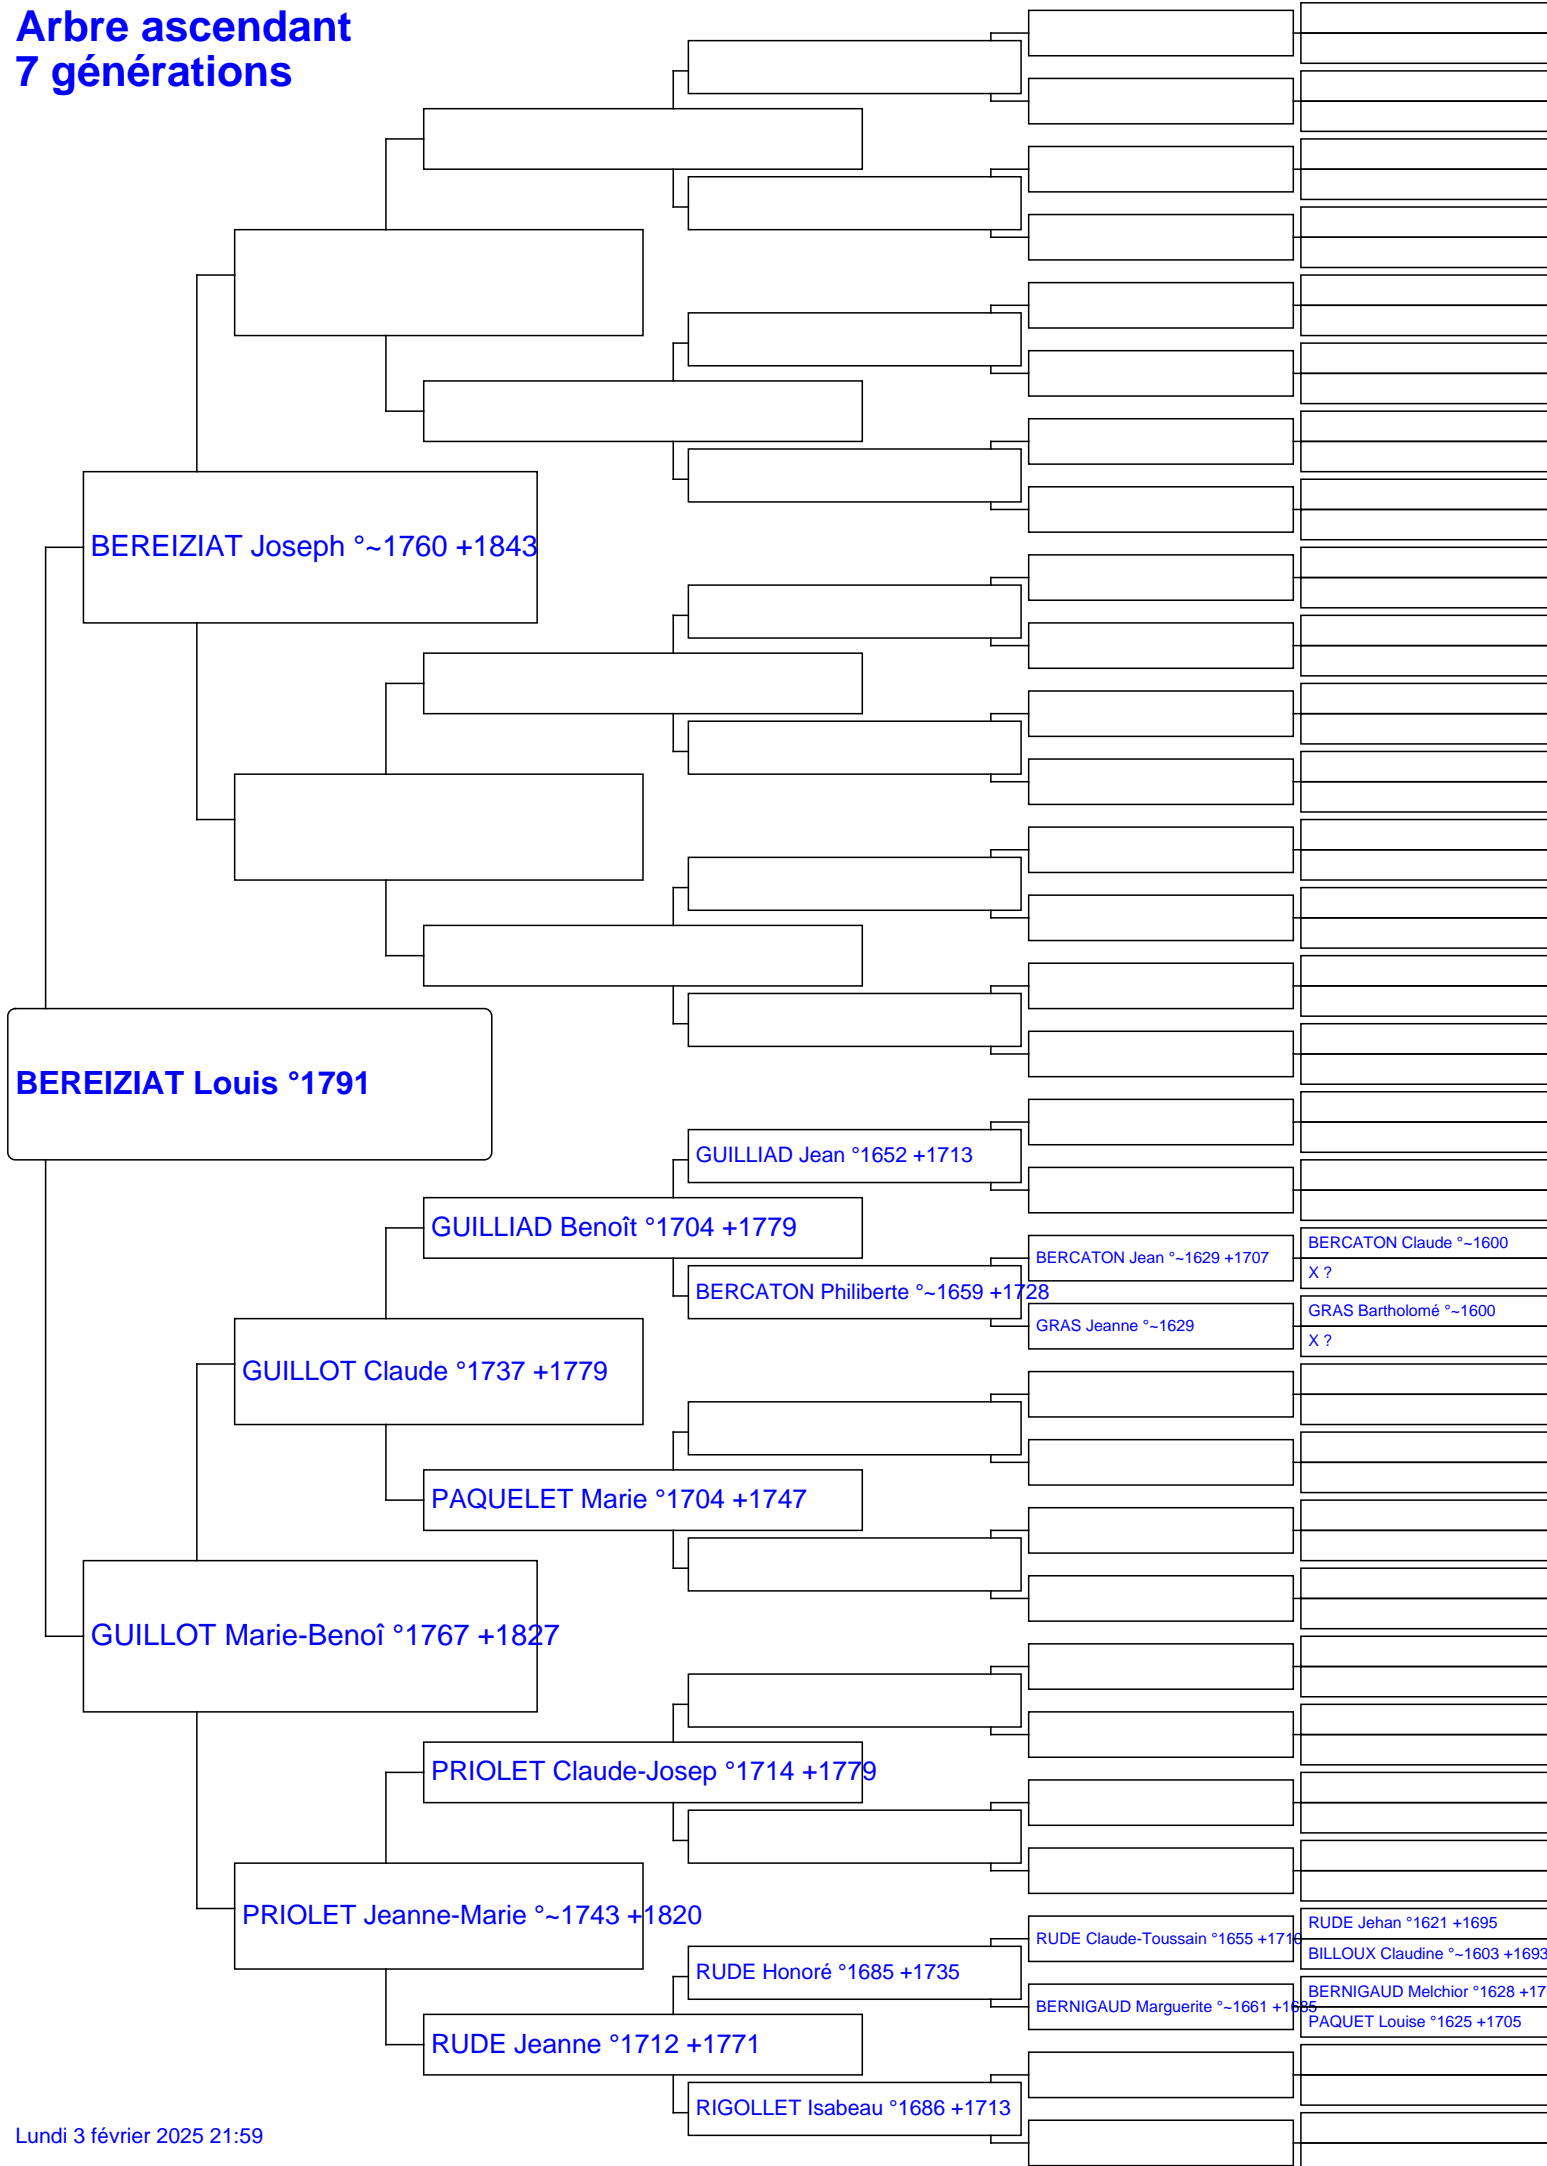 Arbre ascendant
7 générations
BEREIZIAT Joseph °~1760 +1843
BEREIZIAT Louis °1791
GUILLIAD Jean °1652 +1713
GUILLIAD Benoît °1704 +1779
BERCATON Claude °~1600
BERCATON Jean °~1629 +1707
X ?
BERCATON Philiberte °~1659 +1728
GRAS Bartholomé °~1600
GRAS Jeanne °~1629
X ?
GUILLOT Claude °1737 +1779
PAQUELET Marie °1704 +1747
GUILLOT Marie-Benoî °1767 +1827
PRIOLET Claude-Josep °1714 +1779
PRIOLET Jeanne-Marie °~1743 +1820
RUDE Jehan °1621 +1695
RUDE Claude-Toussain °1655 +1710
BILLOUX Claudine °~1603 +1693
RUDE Honoré °1685 +1735
BERNIGAUD Melchior °1628
BERNIGAUD Marguerite °~1661 +1685
PAQUET Louise °1625 +1705
RUDE Jeanne °1712 +1771
RIGOLLET Isabeau °1686 +1713
Lundi 3 février 2025 21:59